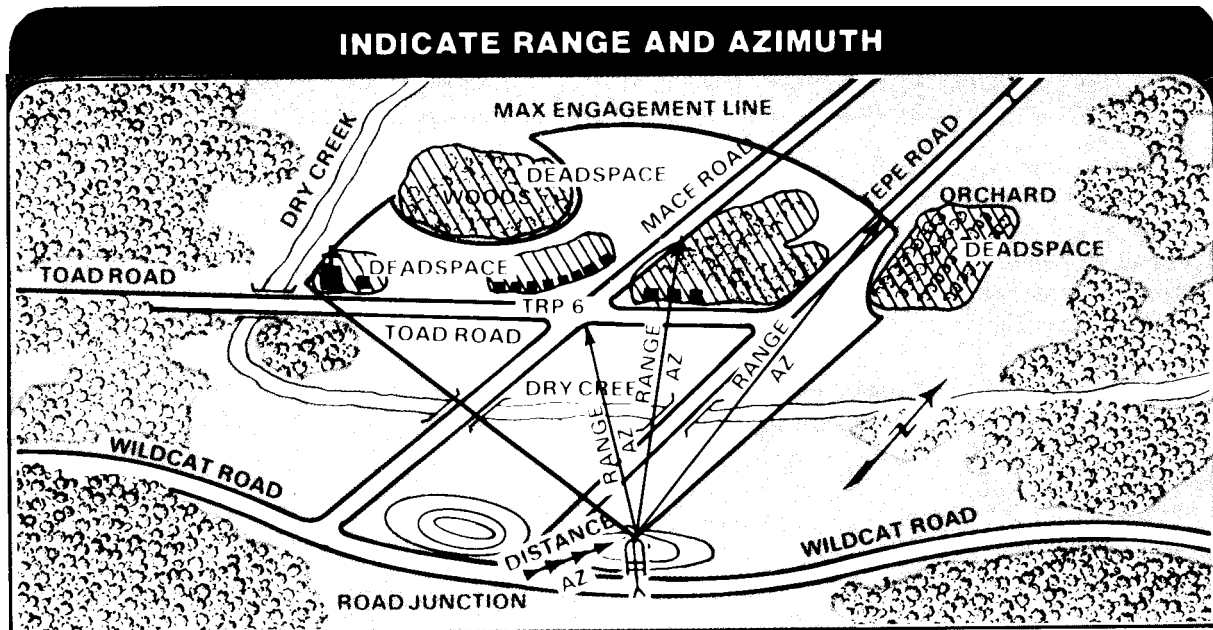 INDICATE RANGE AND AZIMUTH
MAX ENGAGEMENT LINE
DRY CREEK
DEADSPACE
WOODS
MACE ROAD
TEPE ROAD
ORCHARD
DEADSPACE
DEADSPACE
TOAD ROAD
TRP 6
TOAD ROAD
RANGE
AZ
RANGE
AZ
DRY CREE
RANGE
AZ
N
WILDCAT ROAD
DISTANCE
AZ
WILDCAT ROAD
ROAD JUNCTION